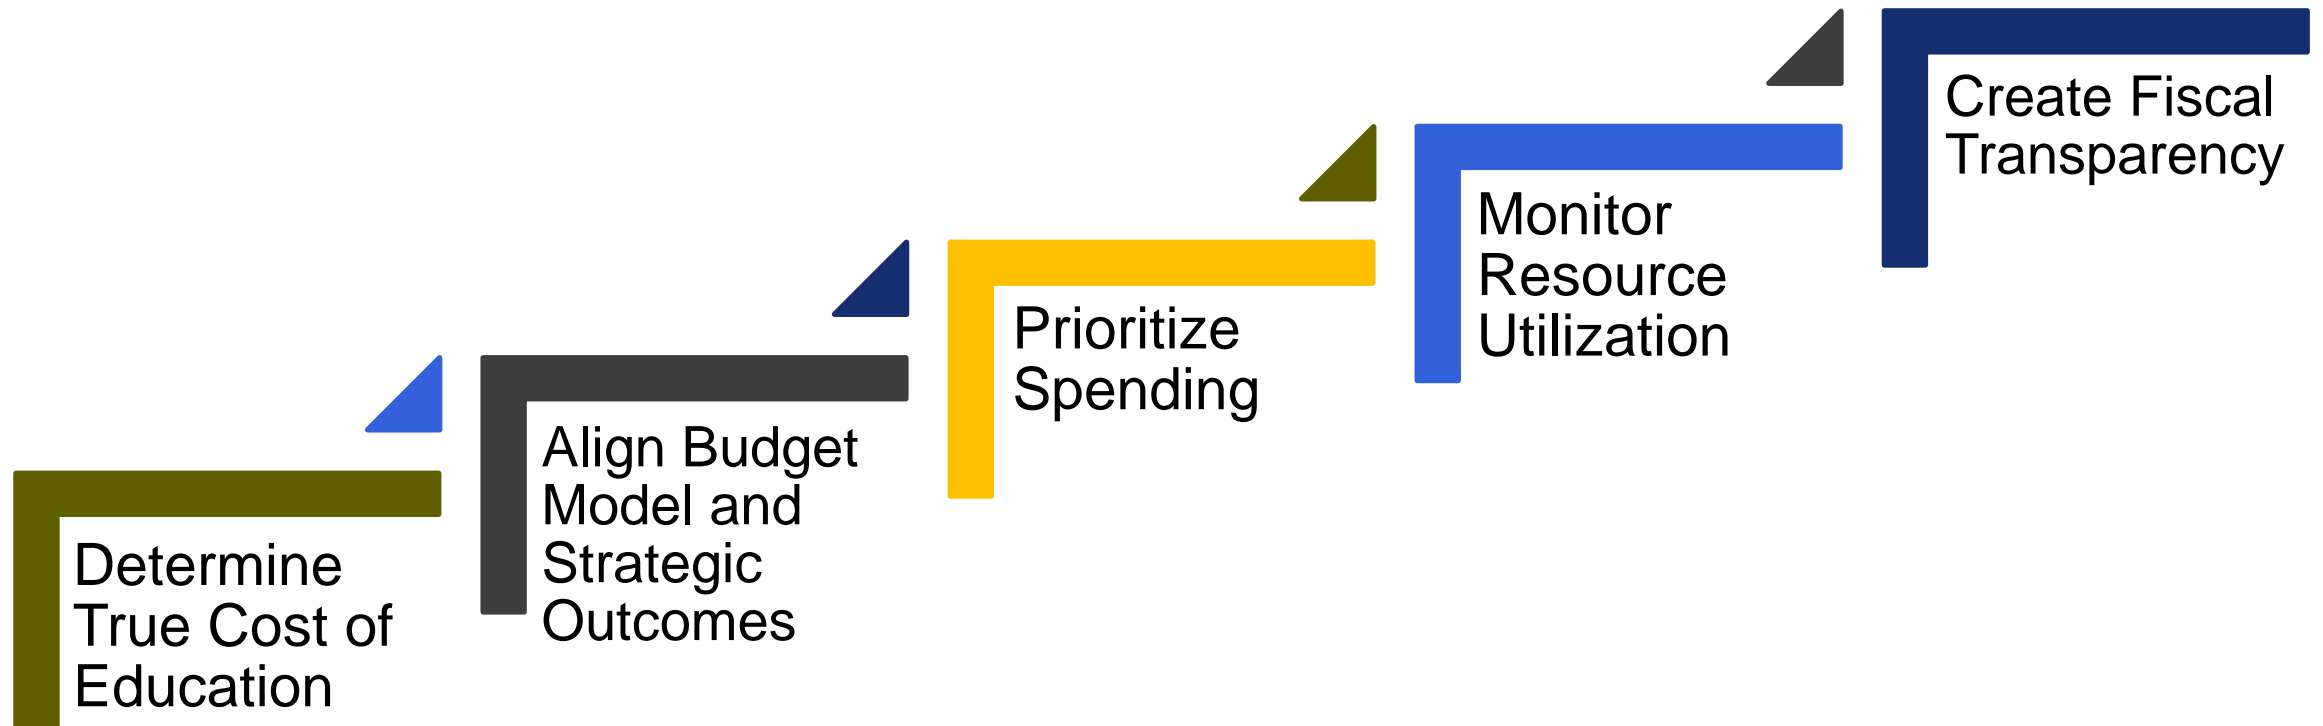 Determine
True Cost of
Education
Align Budget
Model and
Strategic
Outcomes
Prioritize
Spending
Monitor
Resource
Utilization
Create Fiscal
Transparency